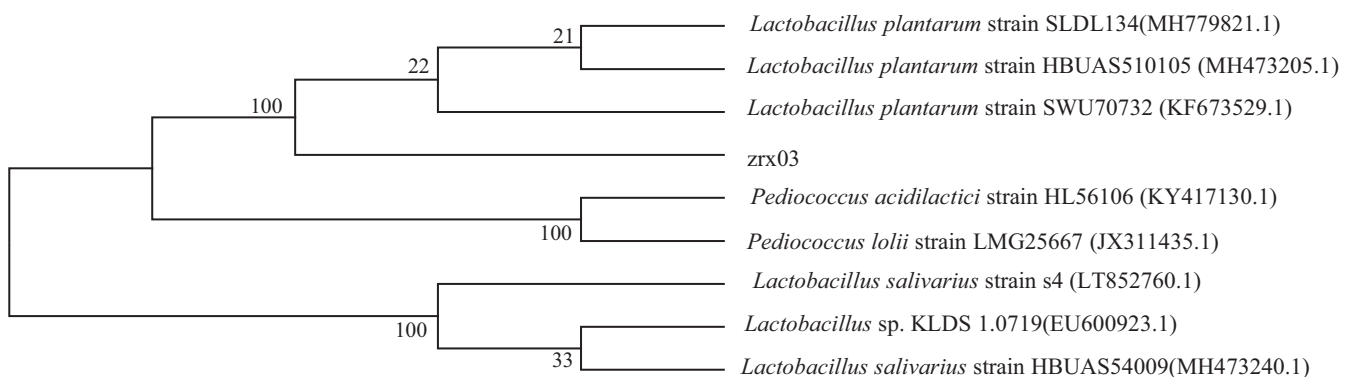 Lactobacillus plantarum strain SLDL134(MH779821.1)
21
Lactobacillus plantarum strain HBUAS510105 (MH473205.1)
22
Lactobacillus plantarum strain SWU70732 (KF673529.1)
100
zrx03
Pediococcus acidilactici strain HL56106 (KY417130.1)
100
Pediococcus lolii strain LMG25667 (JX311435.1)
Lactobacillus salivarius strain s4 (LT852760.1)
100
Lactobacillus sp. KLDS 1.0719(EU600923.1)
33
Lactobacillus salivarius strain HBUAS54009(MH473240.1)